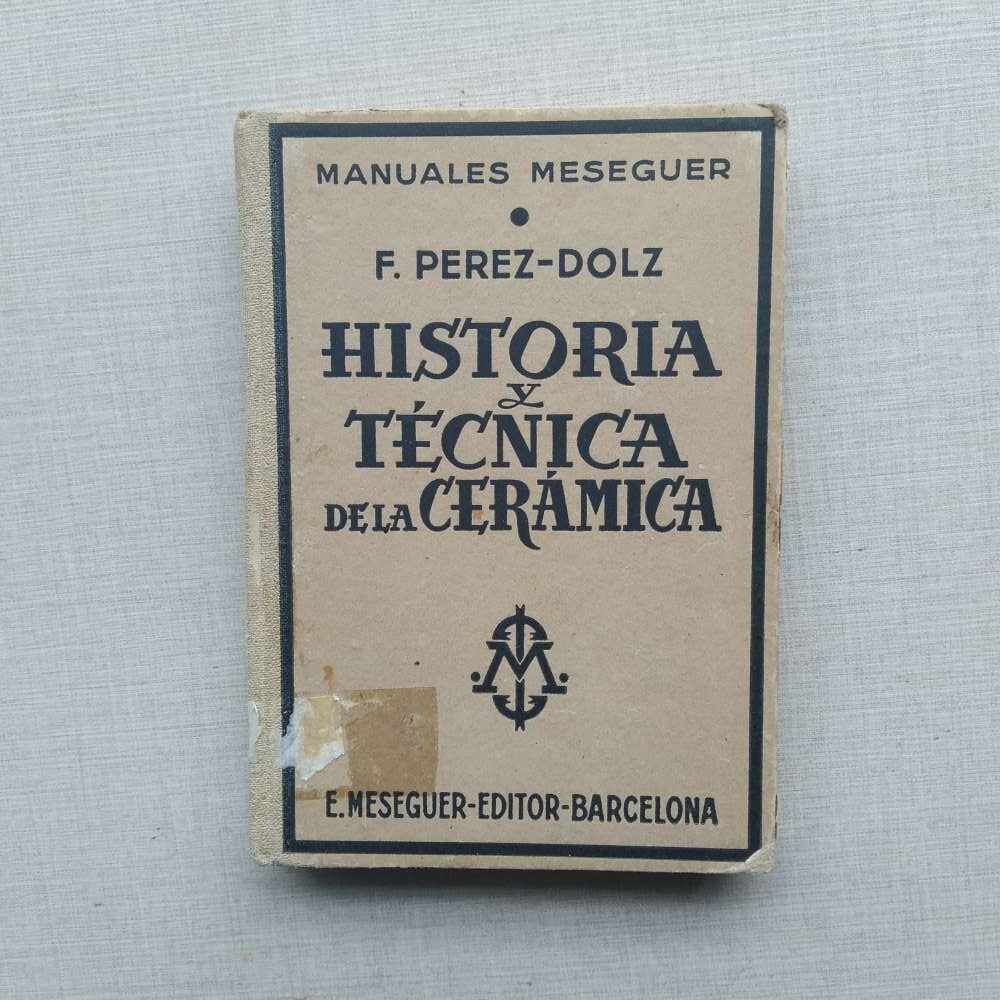 MANUALES MESEGUER
F. PEREZ-DOLZ
HISTORIA
y
TÉCNICA
DE LA CERÁMICA
.M.
E. MESEGUER-EDITOR-BARCELONA